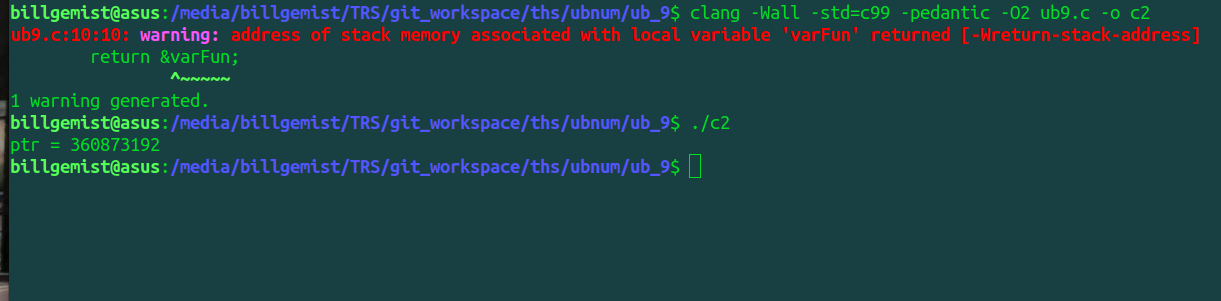 billgemist@asus:/media/billgemist/TRS/git_workspace/ths/ubnum/ub_9$ clang -Wall -std=c99 -pedantic -O2 ub9.c -o c2
ub9.c:10:10: warning: address of stack memory associated with local variable 'varFun' returned [-Wreturn-stack-address]
        return &varFun;
                ^~~~~~
1 warning generated.
billgemist@asus:/media/billgemist/TRS/git_workspace/ths/ubnum/ub_9$ ./c2
ptr = 360873192
billgemist@asus:/media/billgemist/TRS/git_workspace/ths/ubnum/ub_9$